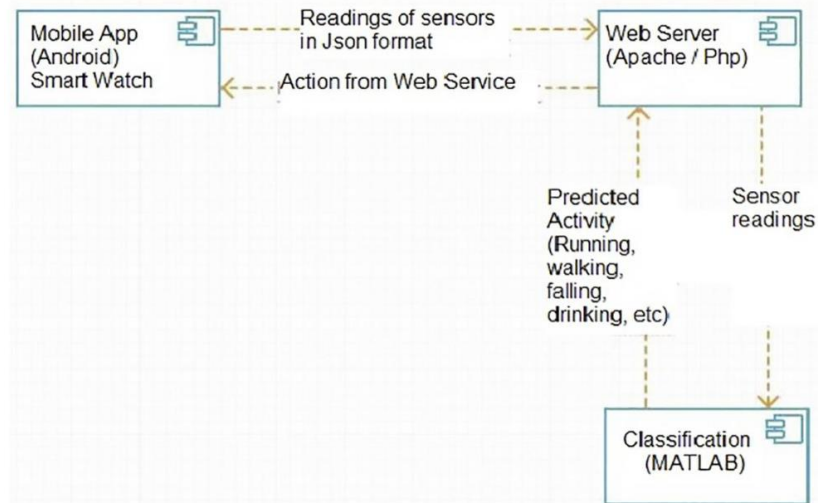 Mobile App
(Android)
Smart Watch
Readings of sensors
in Json format
Action from Web Service
Web Server
(Apache / Php)
Predicted
Activity
(Running,
walking,
falling,
drinking, etc)
Sensor
readings
Classification
(MATLAB)